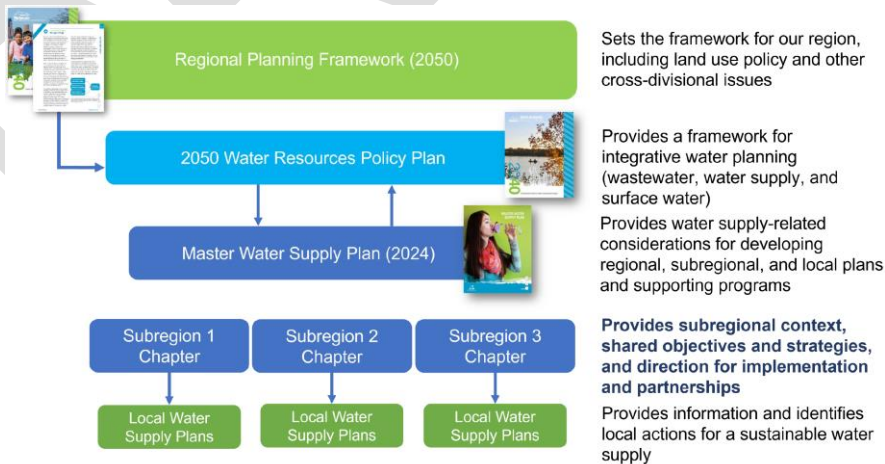 Regional Planning Framework (2050)
Sets the framework for our region,
including land use policy and other
cross-divisional issues
2050 Water Resources Policy Plan
Provides a framework for
integrative water planning
(wastewater, water supply, and
surface water)
Master Water Supply Plan (2024)
Provides water supply-related
considerations for developing
regional, subregional, and local plans
and supporting programs
Subregion 1
Chapter
Subregion 2
Chapter
Subregion 3
Chapter
Provides subregional context,
shared objectives and strategies,
and direction for implementation
and partnerships
Local Water
Supply Plans
Local Water
Supply Plans
Local Water
Supply Plans
Provides information and identifies
local actions for a sustainable water
supply